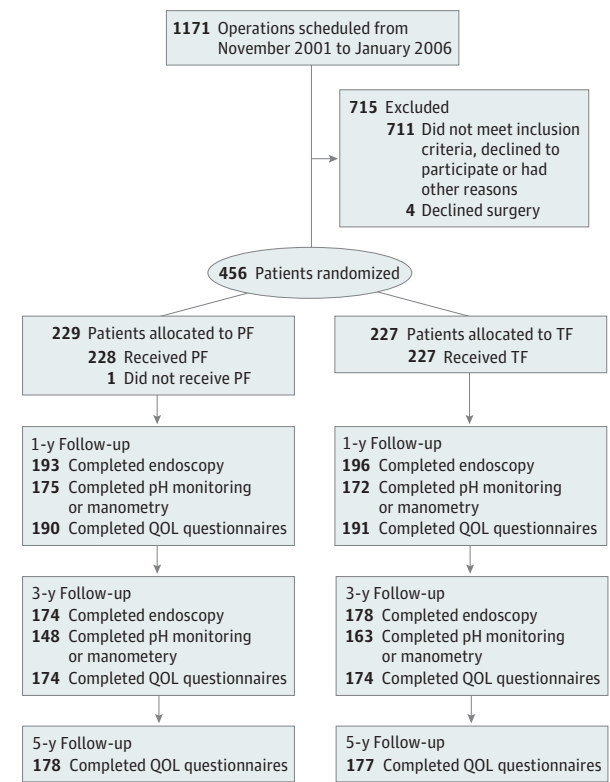 1171 Operations scheduled from
November 2001 to January 2006
715 Excluded
711 Did not meet inclusion
criteria, declined to
participate or had
other reasons
4 Declined surgery
456 Patients randomized
229 Patients allocated to PF
228 Received PF
1 Did not receive PF
227 Patients allocated to TF
227 Received TF
1-y Follow-up
193 Completed endoscopy
175 Completed pH monitoring
or manometry
190 Completed QOL questionnaires
1-y Follow-up
196 Completed endoscopy
172 Completed pH monitoring
or manometry
191 Completed QOL questionnaires
3-y Follow-up
174 Completed endoscopy
148 Completed pH monitoring
or manometery
174 Completed QOL questionnaires
3-y Follow-up
178 Completed endoscopy
163 Completed pH monitoring
or manometry
174 Completed QOL questionnaires
5-y Follow-up
178 Completed QOL questionnaires
5-y Follow-up
177 Completed QOL questionnaires